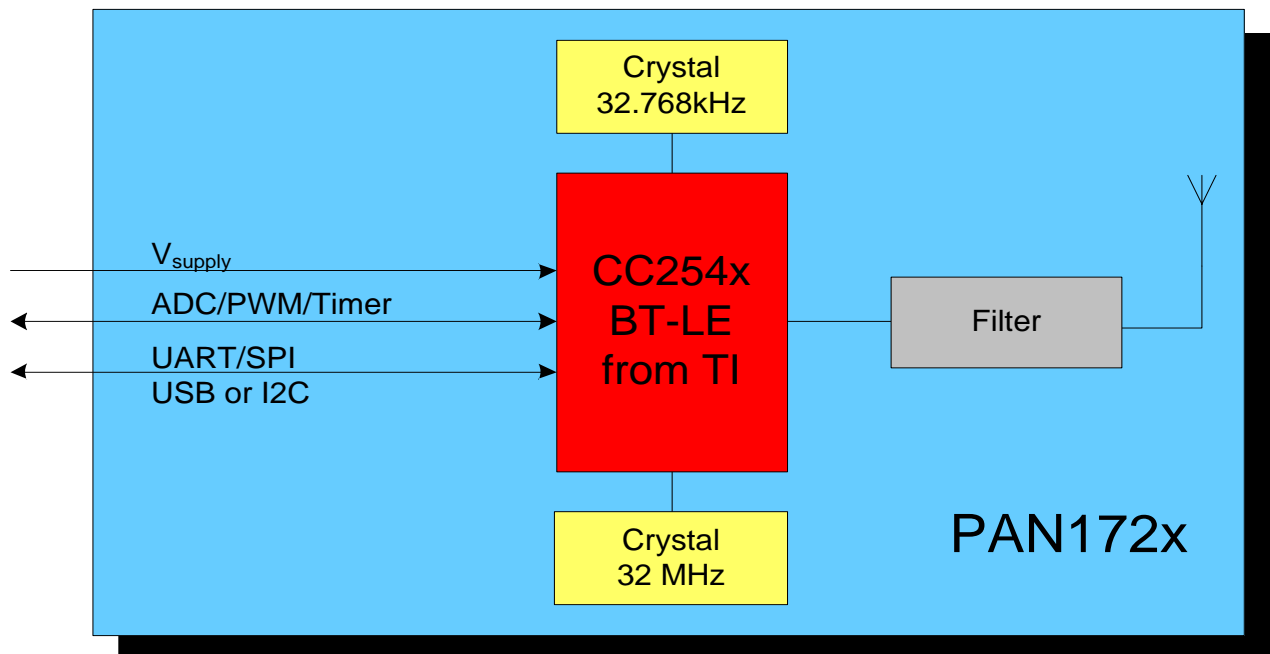 Crystal
32.768kHz
Vsupply
ADC/PWM/Timer
UART/SPI
USB or I2C
CC254x
BT-LE
from TI
Filter
Crystal
32 MHz
PAN172x